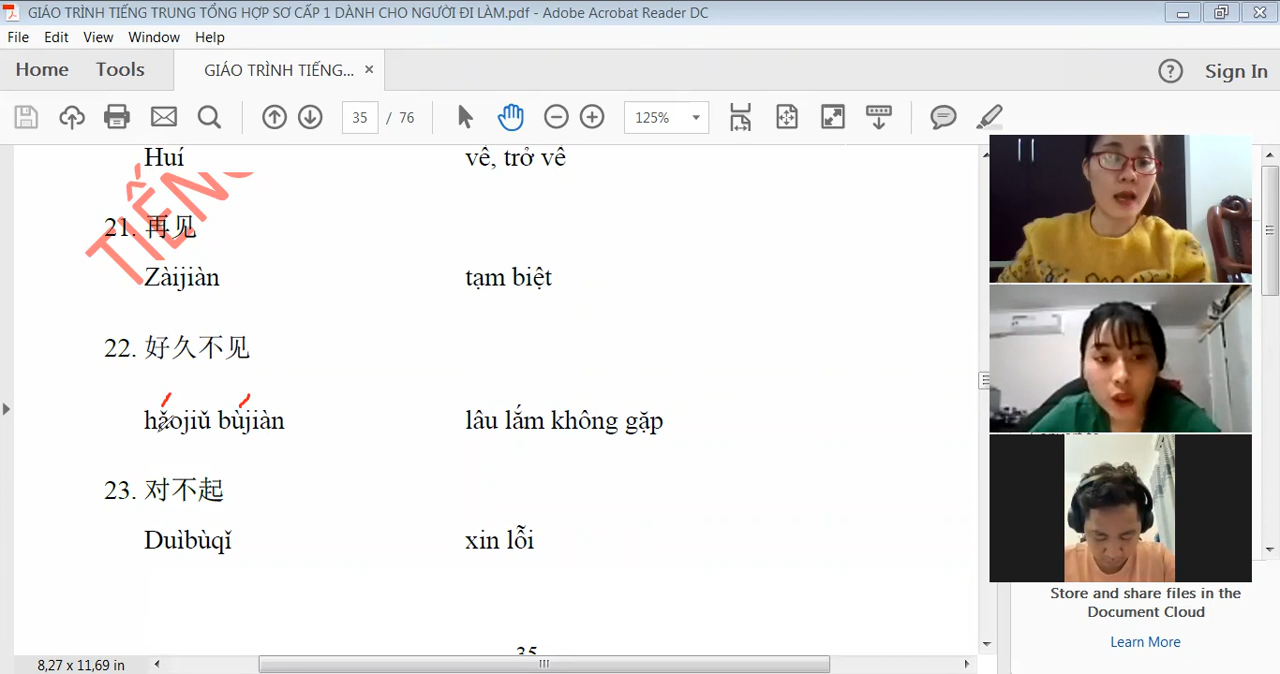 GIÁO TRÌNH TIẾNG TRUNG TỔNG HỢP SƠ CẤP 1 DÀNH CHO NGƯỜI ĐI LÀM.pdf - Adobe Acrobat Reader DC
File Edit View Window Help
Home Tools GIÁO TRÌNH TIẾNG... × Sign In
35 / 76 125%
Huí về, trở về
TIẾNG
21. 再见
Zàijiàn tạm biệt
22. 好久不见
hǎojiǔ bùjiàn lâu lắm không gặp
23. 对不起
Duìbùqǐ xin lỗi
35
Store and share files in the
Document Cloud
Learn More
8,27 x 11,69 in